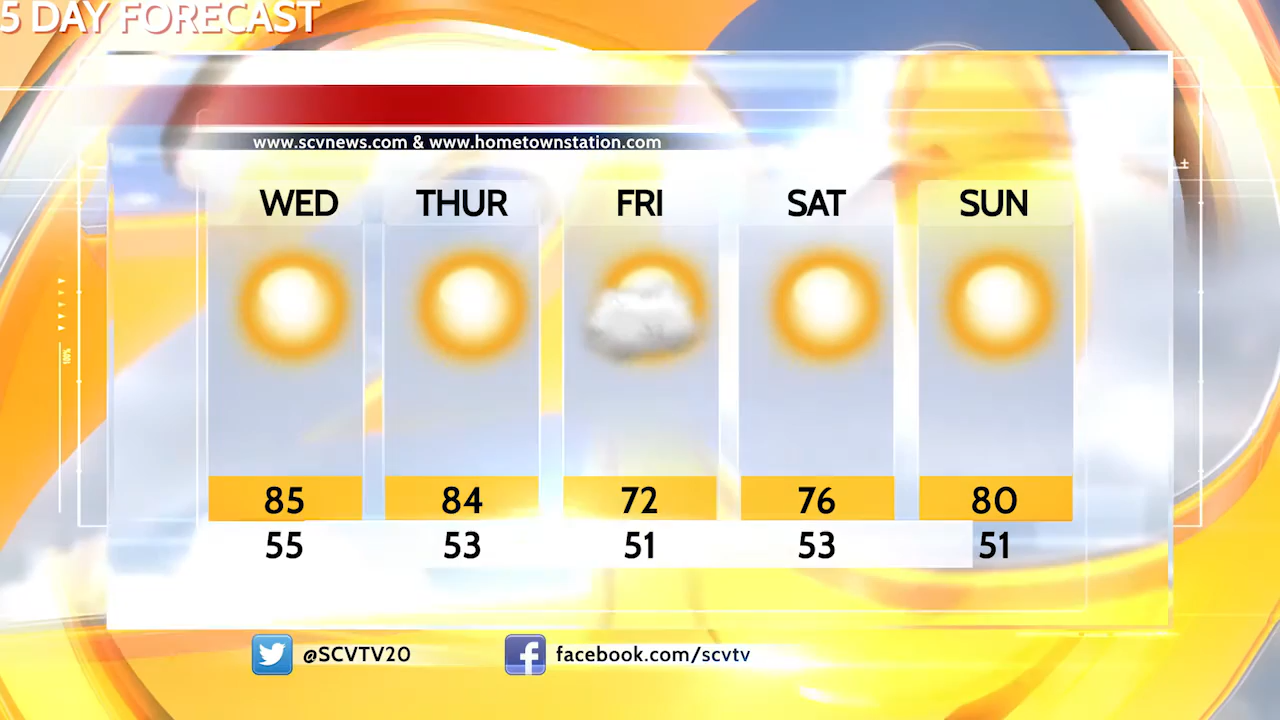 5 DAY FORECAST
www.scvnews.com & www.hometownstation.com
WED THUR FRI SAT SUN
85 84 72 76 80
55 53 51 53 51
@SCVTV20 facebook.com/scvtv